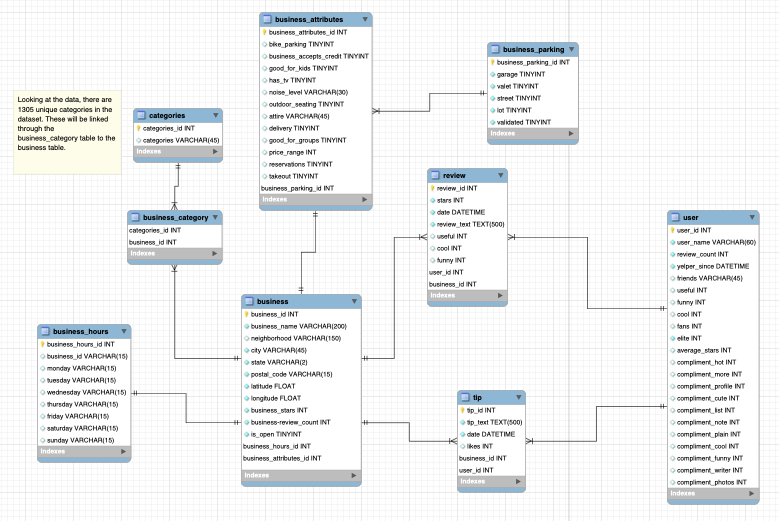 business_attributes
business_attributes_id INT
bike_parking TINYINT
business_accepts_credit TINYINT
good_for_kids TINYINT
has_tv TINYINT
noise_level VARCHAR(30)
outdoor_seating TINYINT
attire VARCHAR(45)
delivery TINYINT
good_for_groups TINYINT
price_range INT
reservations TINYINT
takeout TINYINT
business_parking_id INT
Indexes
business_parking
business_parking_id INT
garage TINYINT
valet TINYINT
street TINYINT
lot TINYINT
validated TINYINT
Indexes
Looking at the data, there are
1305 unique categories in the
dataset. These will be linked
through the
business_category table to the
business table.
categories
categories_id INT
categories VARCHAR(45)
Indexes
business_category
categories_id INT
business_id INT
Indexes
review
review_id INT
stars INT
date DATETIME
review_text TEXT(500)
useful INT
cool INT
funny INT
user_id INT
business_id INT
Indexes
user
user_id INT
user_name VARCHAR(60)
review_count INT
yelper_since DATETIME
friends VARCHAR(45)
useful INT
funny INT
cool INT
fans INT
elite INT
average_stars INT
compliment_hot INT
compliment_more INT
compliment_profile INT
compliment_cute INT
compliment_list INT
compliment_note INT
compliment_plain INT
compliment_cool INT
compliment_funny INT
compliment_writer INT
compliment_photos INT
Indexes
business
business_id INT
business_name VARCHAR(200)
neighborhood VARCHAR(150)
city VARCHAR(45)
state VARCHAR(2)
postal_code VARCHAR(15)
latitude FLOAT
longitude FLOAT
business_stars INT
business-review_count INT
is_open TINYINT
business_hours_id INT
business_attributes_id INT
Indexes
business_hours
business_hours_id INT
business_id VARCHAR(15)
monday VARCHAR(15)
tuesday VARCHAR(15)
wednesday VARCHAR(15)
thursday VARCHAR(15)
friday VARCHAR(15)
saturday VARCHAR(15)
sunday VARCHAR(15)
Indexes
tip
tip_id INT
tip_text TEXT(500)
date DATETIME
likes INT
business_id INT
user_id INT
Indexes